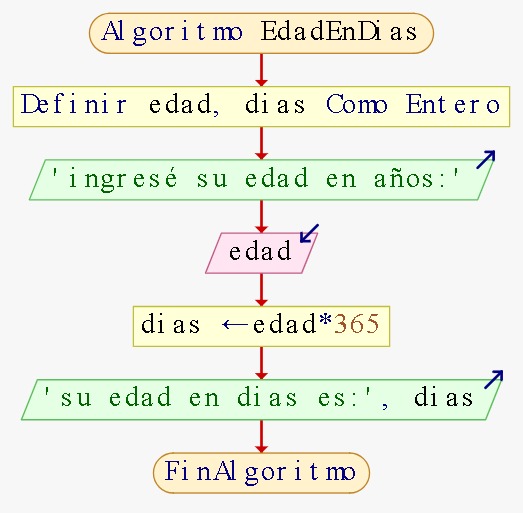 Algoritmo EdadEnDias
Definir edad, dias Como Entero
'ingresé su edad en años:'
edad
dias ←edad*365
'su edad en dias es:', dias
FinAlgoritmo